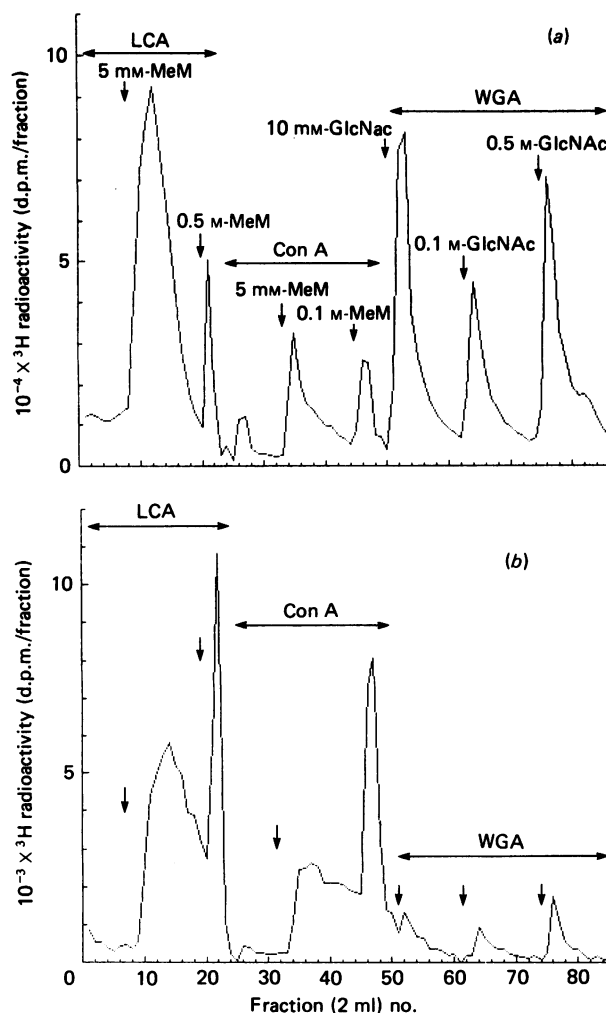 LCA
(a)
5 mM-MeM
10
WGA
10 mM-GlcNac
0.5 M-GlcNAc
0.5 M-MeM
Con A
0.1 M-GlcNAc
5
5 mM-MeM
0.1 M-MeM
10⁻⁴ X ³H radioactivity (d.p.m./fraction)
0
LCA
(b)
10
Con A
5
WGA
10⁻³ X ³H radioactivity (d.p.m./fraction)
0 10 20 30 40 50 60 70 80
Fraction (2 ml) no.